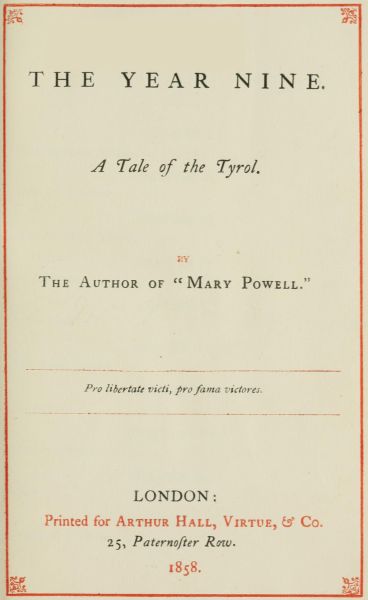 THE YEAR NINE.
A Tale of the Tyrol.
BY
THE AUTHOR OF “MARY POWELL.”
Pro libertate victi, pro fama victores.
LONDON:
Printed for ARTHUR HALL, VIRTUE, & Co.
25, Paternoſter Row.
1858.